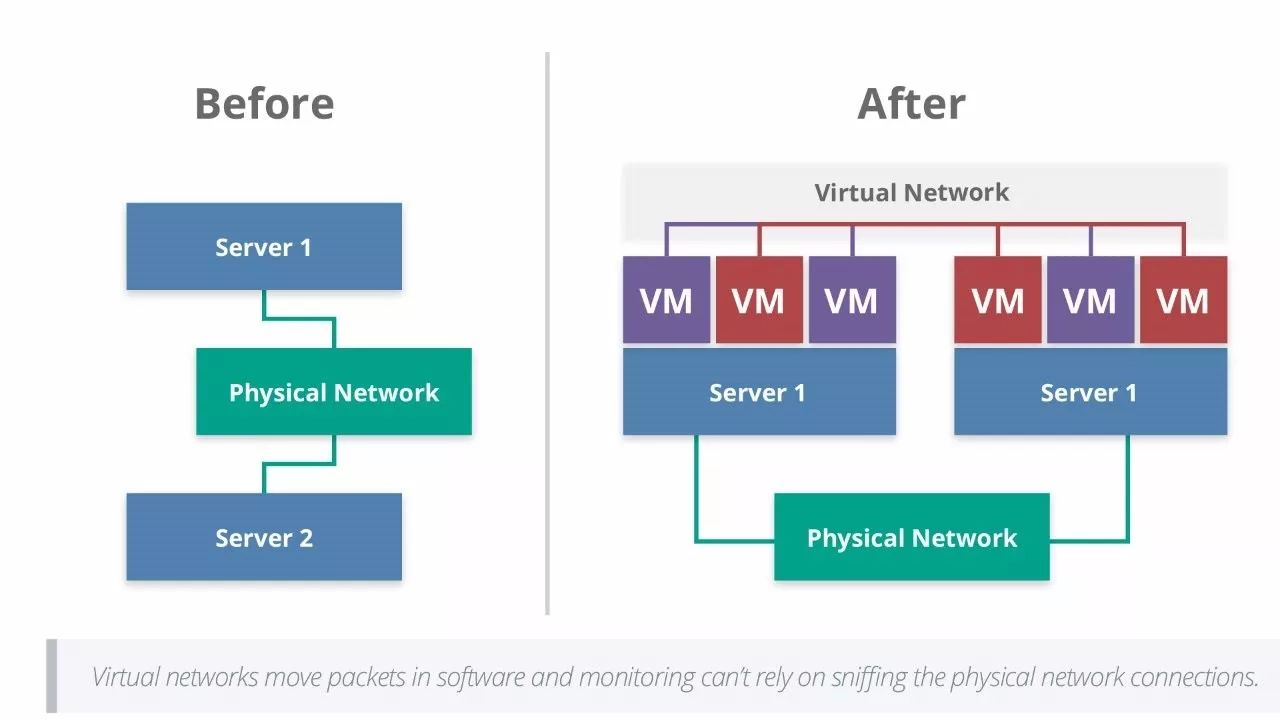 Before
Server 1
Physical Network
Server 2
After
Virtual Network
VM VM VM VM VM VM
Server 1 Server 1
Physical Network
Virtual networks move packets in software and monitoring can’t rely on sniffing the physical network connections.